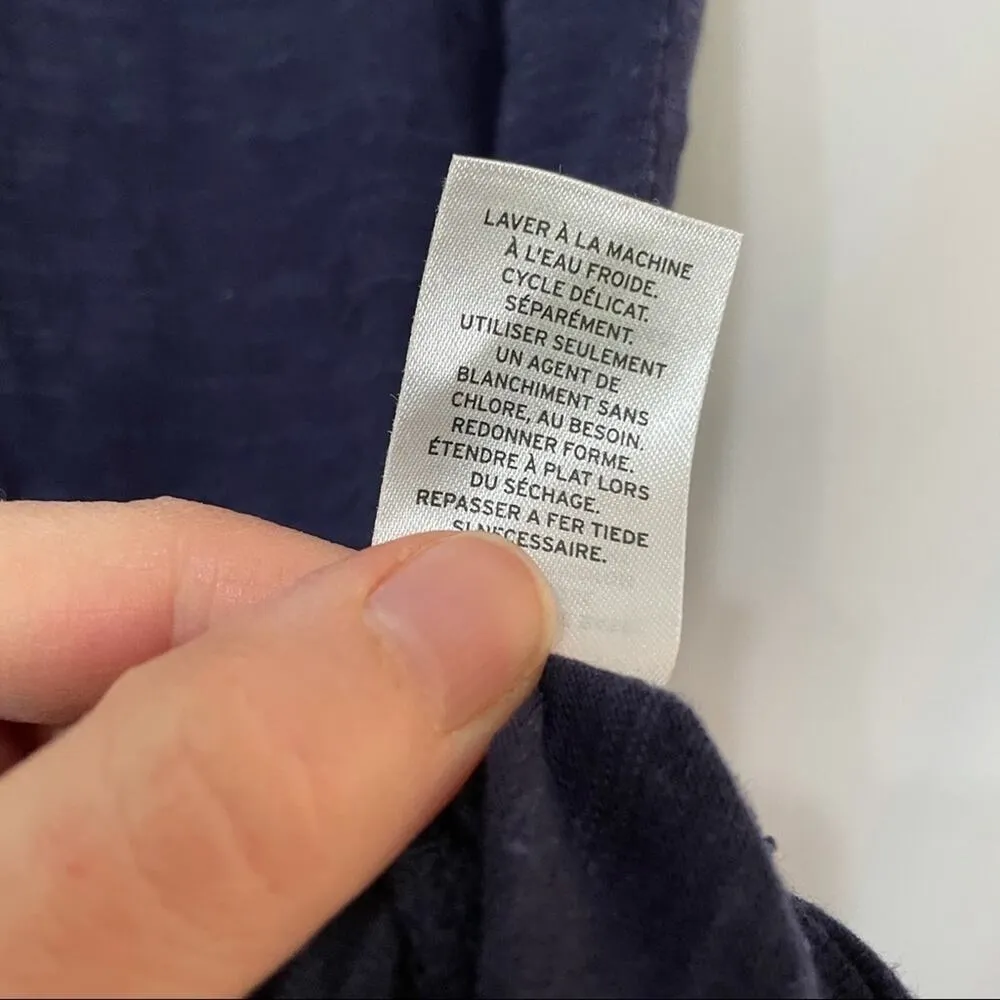 LAVER À LA MACHINE
À L'EAU FROIDE.
CYCLE DÉLICAT.
SÉPARÉMENT.
UTILISER SEULEMENT
UN AGENT DE
BLANCHIMENT SANS
CHLORE, AU BESOIN.
REDONNER FORME.
ÉTENDRE À PLAT LORS
DU SÉCHAGE.
REPASSER A FER TIEDE
SI NECESSAIRE.